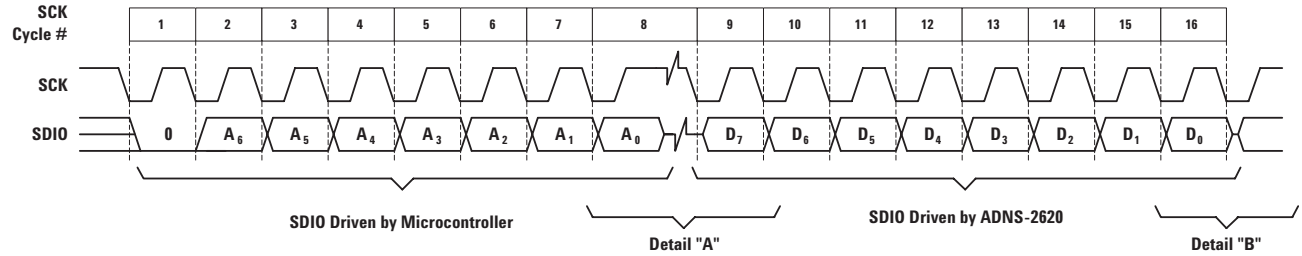 SCK
Cycle #
1 2 3 4 5 6 7 8 9 10 11 12 13 14 15 16
SCK
SDIO 0 A6 A5 A4 A3 A2 A1 A0 D7 D6 D5 D4 D3 D2 D1 D0
SDIO Driven by Microcontroller
SDIO Driven by ADNS-2620
Detail "A"
Detail "B"